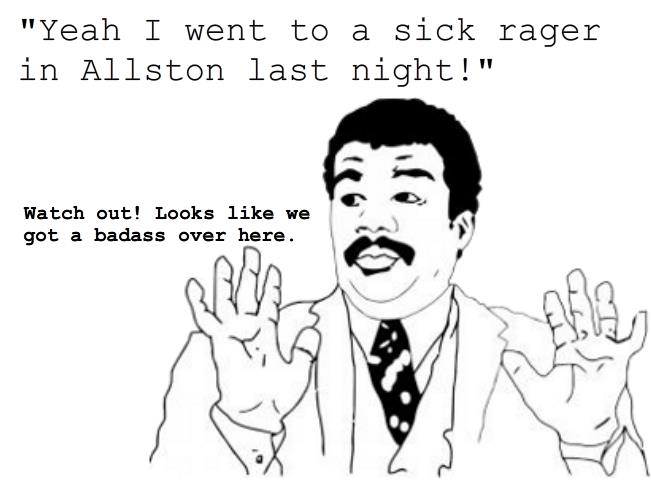 "Yeah I went to a sick rager
in Allston last night!"
Watch out! Looks like we
got a badass over here.